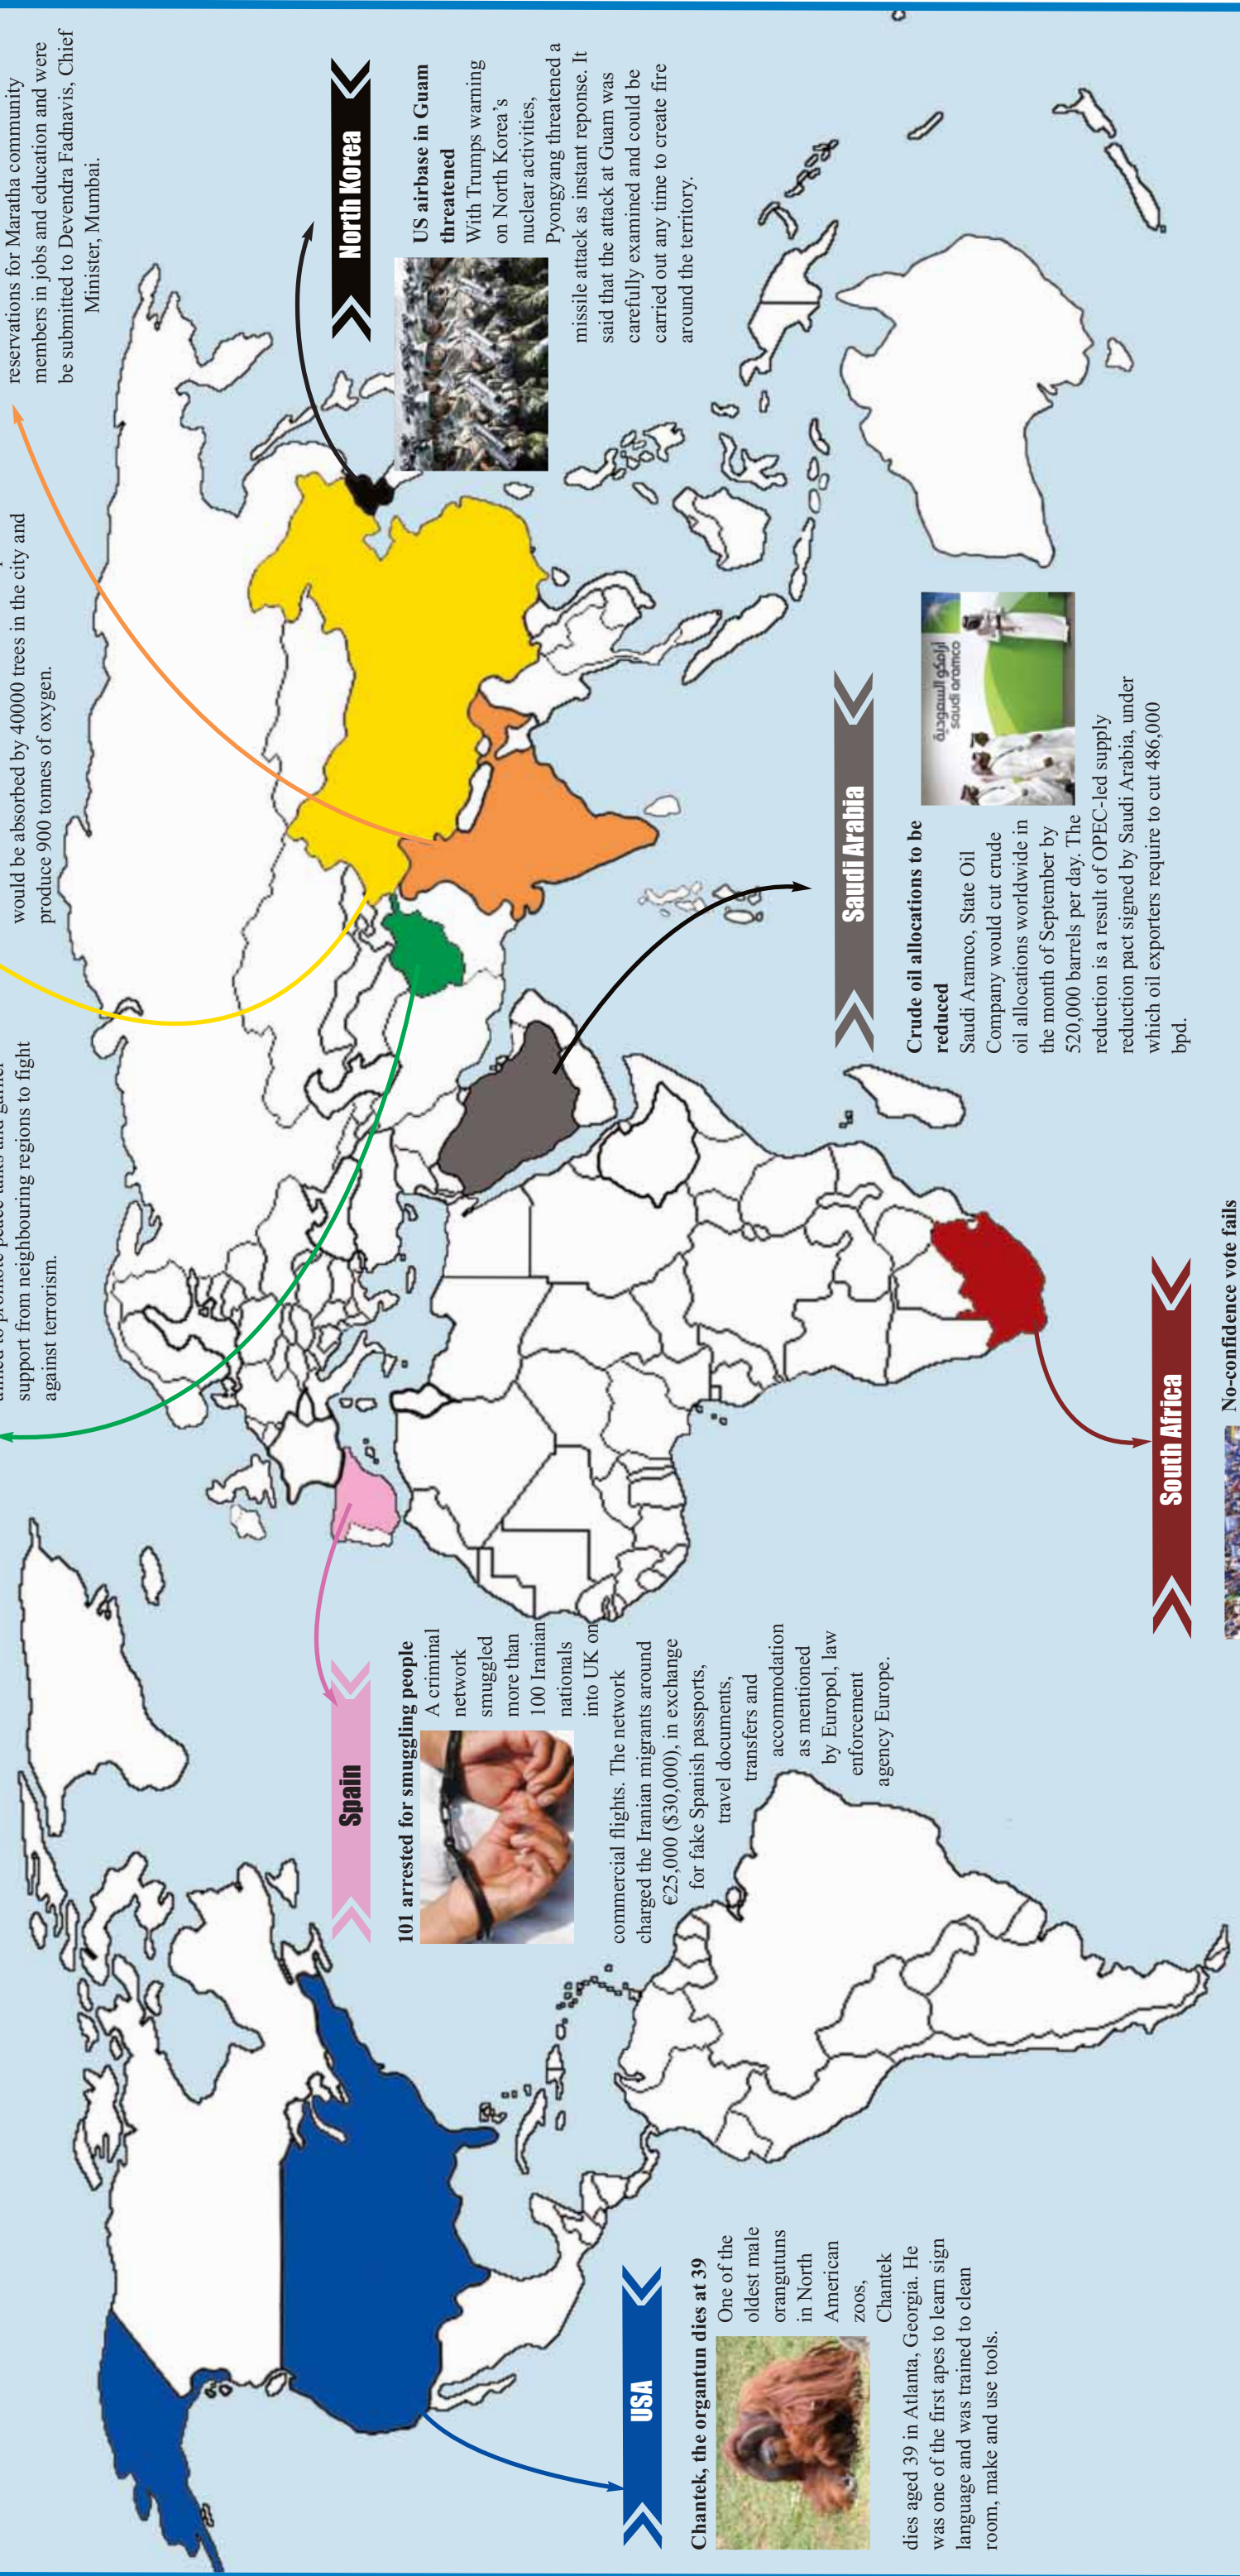 support from neighbouring regions to fight
against terrorism.
would be absorbed by 40000 trees in the city and
produce 900 tonnes of oxygen.
reservations for Maratha community
members in jobs and education and were
be submitted to Devendra Fadnavis, Chief
Minister, Mumbai.
USA
Chantek, the organtun dies at 39
One of the
oldest male
orangutuns
in North
American
zoos,
Chantek
dies aged 39 in Atlanta, Georgia. He
was one of the first apes to learn sign
language and was trained to clean
room, make and use tools.
Spain
101 arrested for smuggling people
A criminal
network
smuggled
more than
100 Iranian
nationals
into UK on
commercial flights. The network
charged the Iranian migrants around
€25,000 ($30,000), in exchange
for fake Spanish passports,
travel documents,
transfers and
accommodation
as mentioned
by Europol, law
enforcement
agency Europe.
South Africa
No-confidence vote fails
Saudi Arabia
Crude oil allocations to be
reduced
Saudi Aramco, State Oil
Company would cut crude
oil allocations worldwide in
the month of September by
520,000 barrels per day. The
reduction is a result of OPEC-led supply
reduction pact signed by Saudi Arabia, under
which oil exporters require to cut 486,000
bpd.
أرامكو السعودية
saudi aramco
North Korea
US airbase in Guam
threatened
With Trumps warning
on North Korea's
nuclear activities,
Pyongyang threatened a
missile attack as instant reponse. It
said that the attack at Guam was
carefully examined and could be
carried out any time to create fire
around the territory.